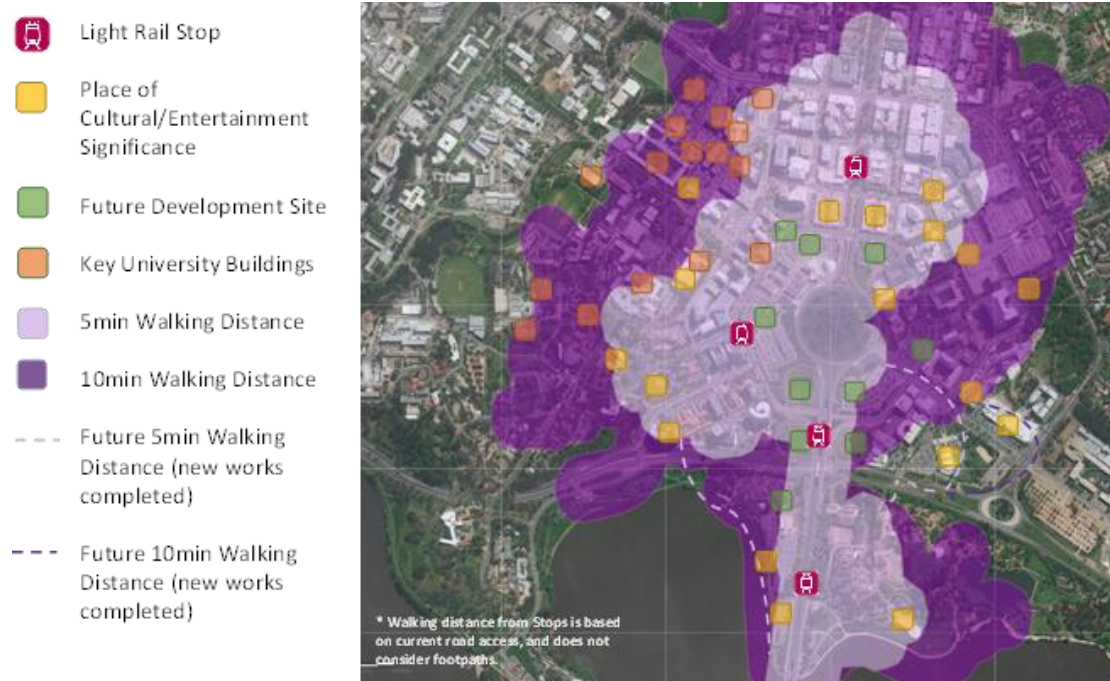 Light Rail Stop
Place of
Cultural/Entertainment
Significance
Future Development Site
Key University Buildings
5min Walking Distance
10min Walking Distance
Future 5min Walking
Distance (new works
completed)
Future 10min Walking
Distance (new works
completed)
* Walking distance from Stops is based
on current road access, and does not
consider footpaths.